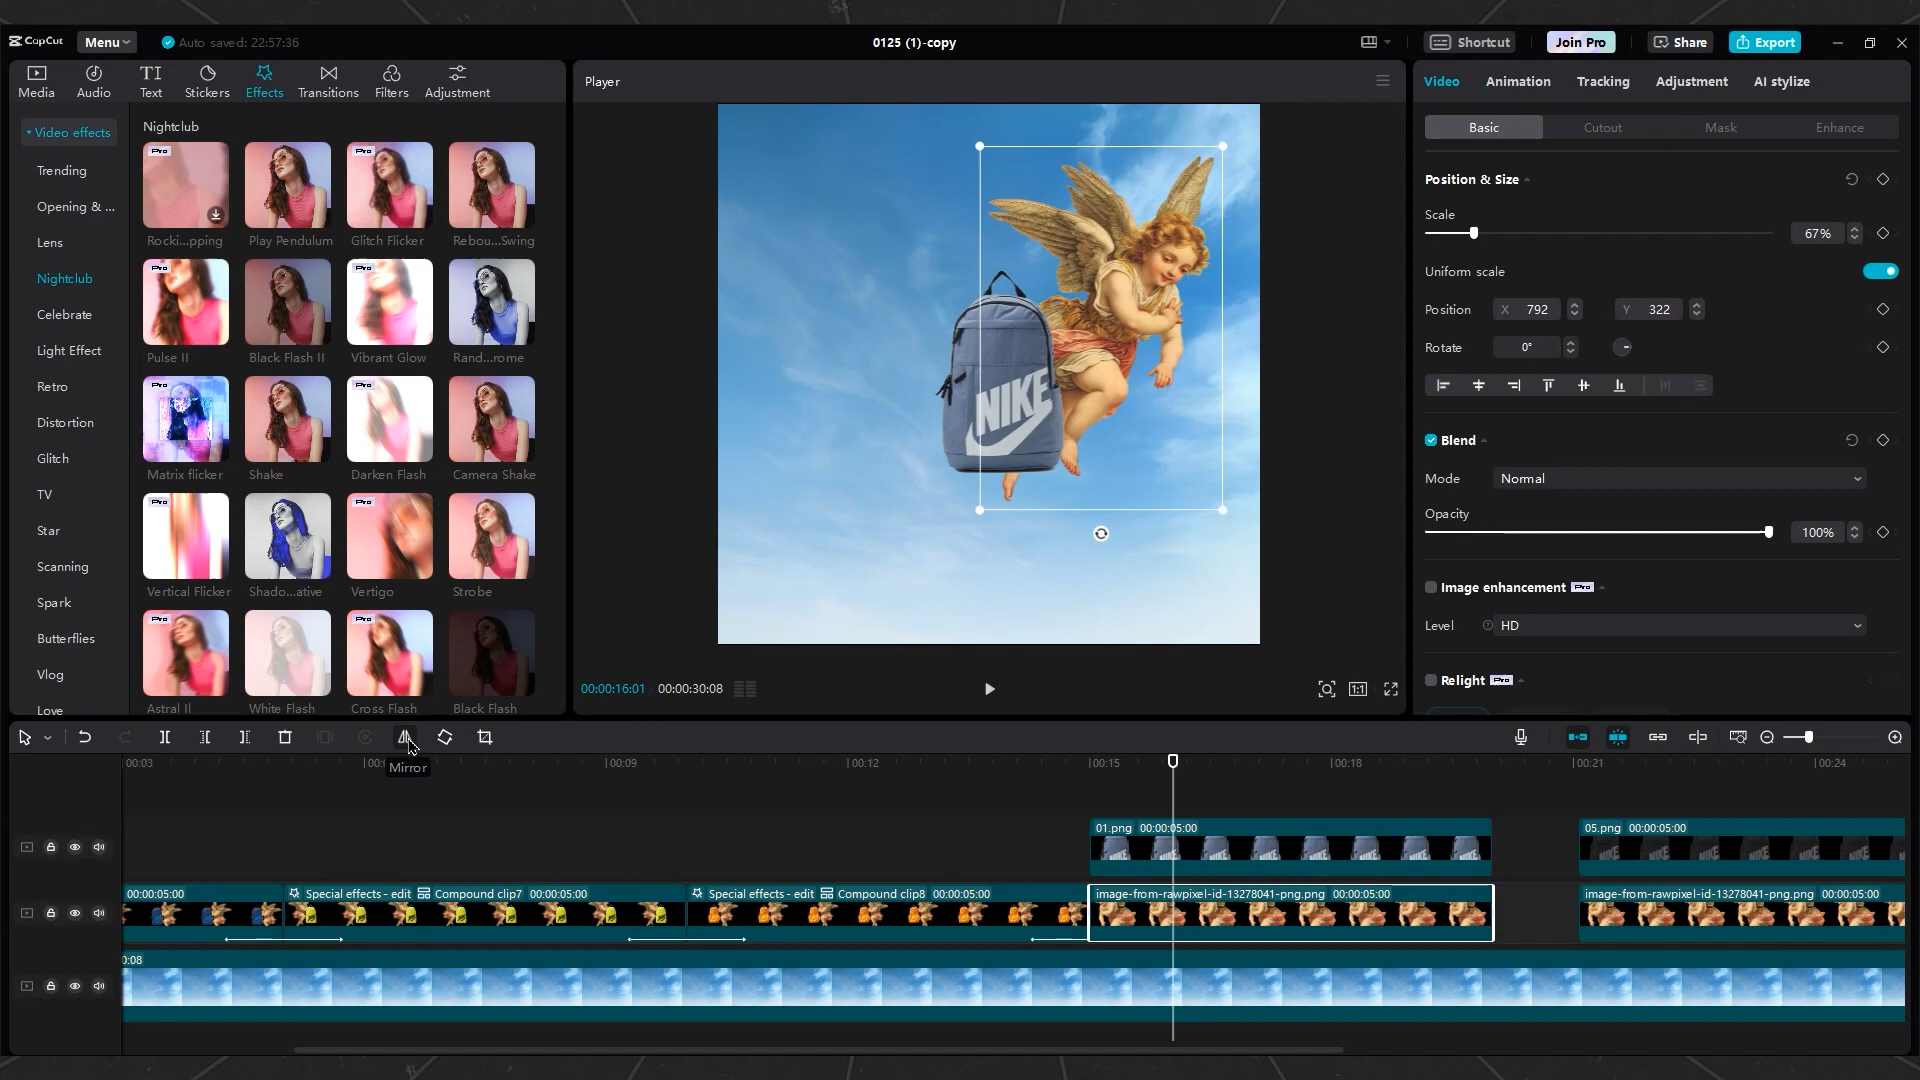 CapCut
Menu
Auto saved: 22:57:36
0125 (1)-copy
Shortcut
Join Pro
Share
Export
Media
Audio
TI
Text
Stickers
Effects
Transitions
Filters
Adjustment
Player
Video
Animation
Tracking
Adjustment
AI stylize
Video effects
Trending
Opening & ...
Lens
Nightclub
Celebrate
Light Effect
Retro
Distortion
Glitch
TV
Star
Scanning
Spark
Butterflies
Vlog
Love
Nightclub
Pro
Pro
Rocki...pping
Play Pendulum
Glitch Flicker
Rebou...Swing
Pro
Pro
Pulse II
Black Flash II
Vibrant Glow
Rand...rome
Pro
Pro
Matrix flicker
Shake
Darken Flash
Camera Shake
Pro
Pro
Vertical Flicker
Shado...ative
Vertigo
Strobe
Pro
Pro
Astral II
White Flash
Cross Flash
Black Flash
NIKE
00:00:16:01
00:00:30:08
1:1
Basic
Cutout
Mask
Enhance
Position & Size
Scale
67%
Uniform scale
Position
X 792
Y 322
Rotate
0°
Blend
Mode
Normal
Opacity
100%
Image enhancement Pro
Level
HD
Relight Pro
Mirror
00:03
00:09
00:12
00:15
00:18
00:21
00:24
01.png 00:00:05:00
05.png 00:00:05:00
00:00:05:00
Special effects - edit
Compound clip7 00:00:05:00
Special effects - edit
Compound clip8 00:00:05:00
image-from-rawpixel-id-13278041-png.png 00:00:05:00
image-from-rawpixel-id-13278041-png.png 00:00:05:00
0:08